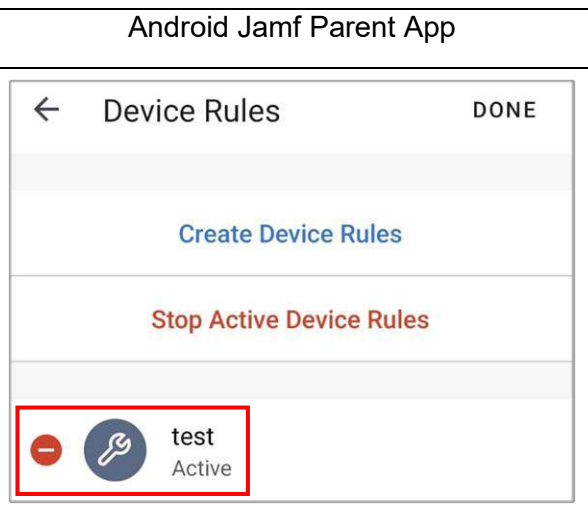 Android Jamf Parent App
Device Rules DONE
Create Device Rules
Stop Active Device Rules
test
Active